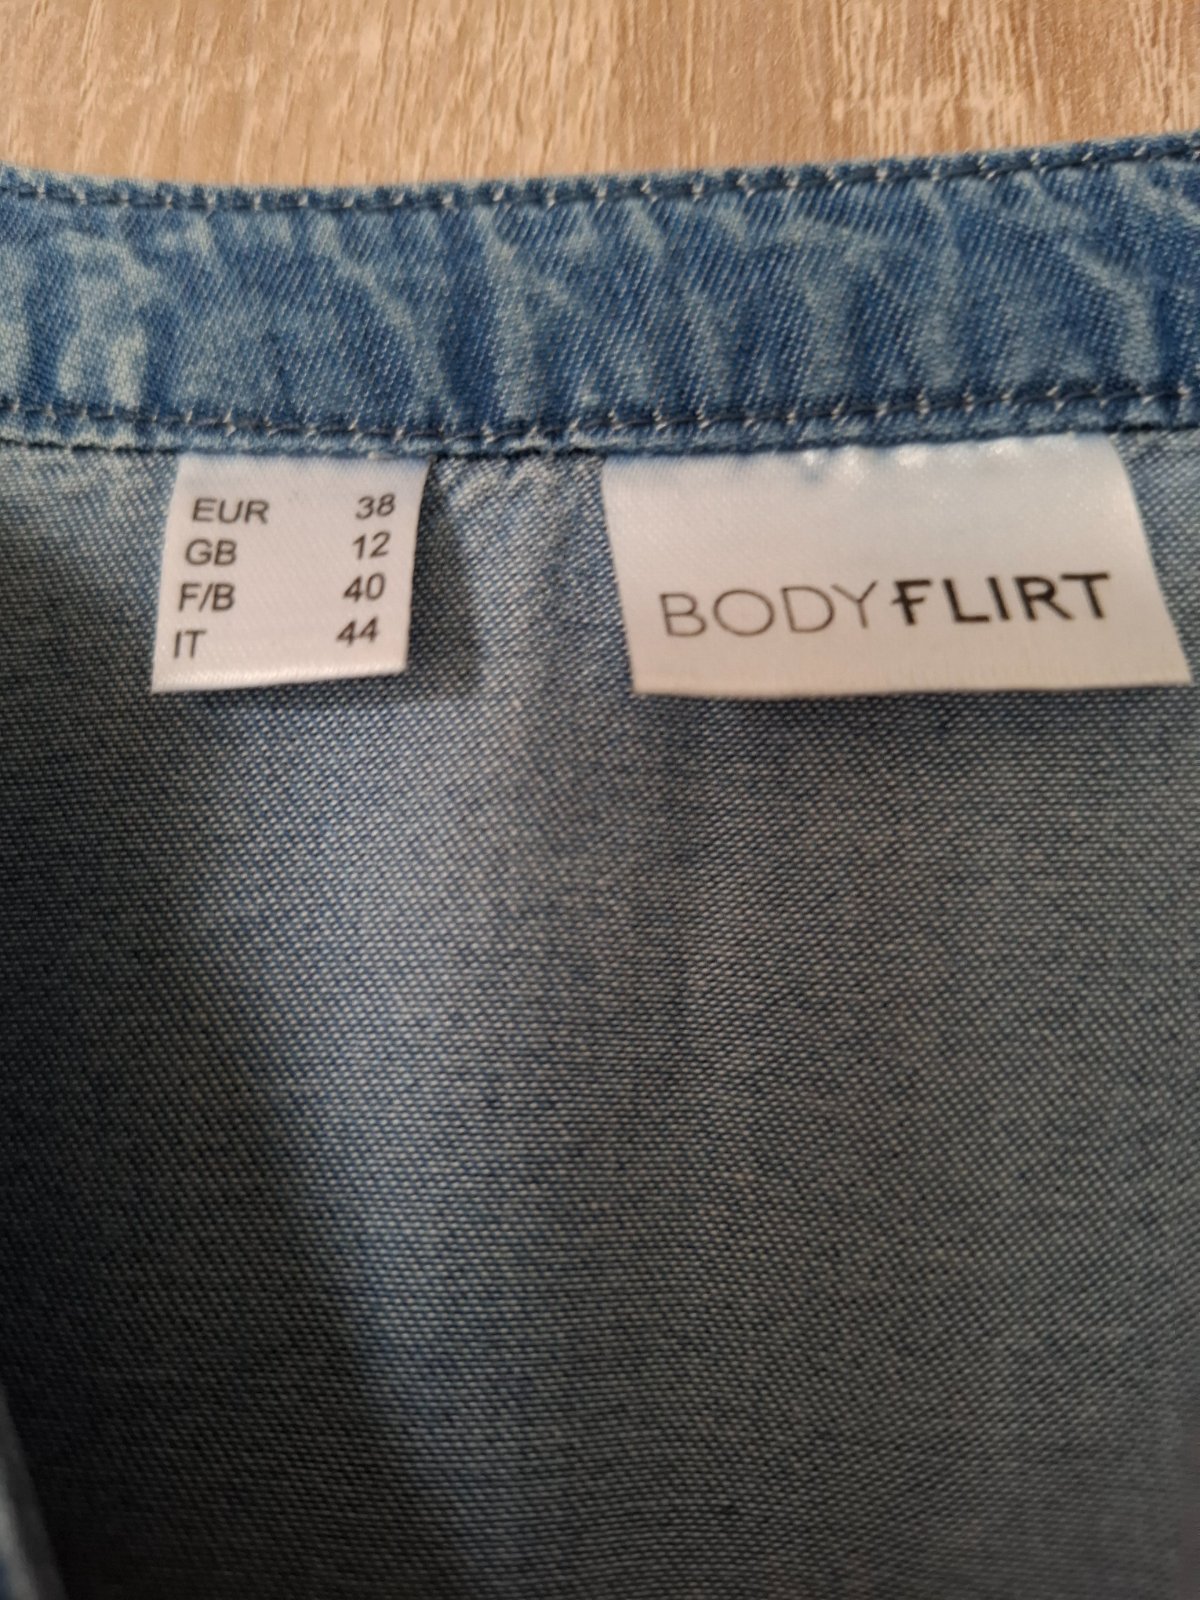 EUR 38
GB 12
F/B 40
IT 44
BODYFLIRT